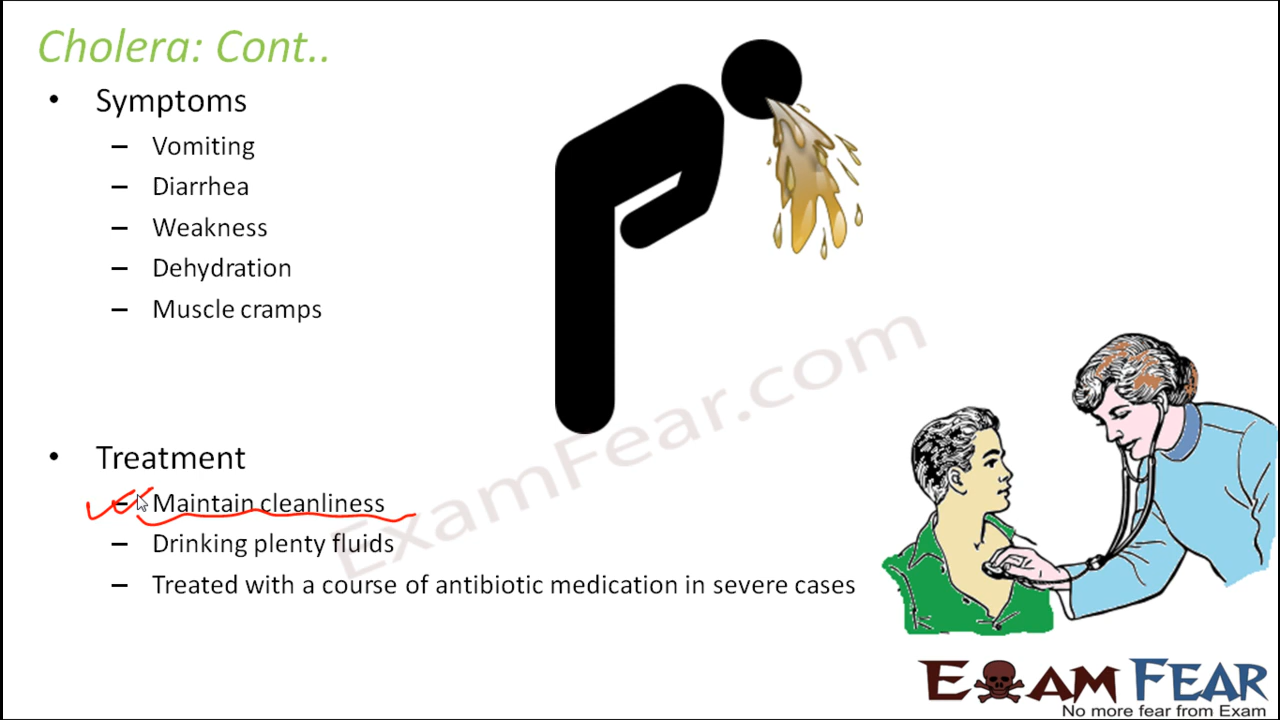 Cholera: Cont..
• Symptoms
– Vomiting
– Diarrhea
– Weakness
– Dehydration
– Muscle cramps
• Treatment
– Maintain cleanliness
– Drinking plenty fluids
– Treated with a course of antibiotic medication in severe cases
ExamFear.com
EXAM FEAR
No more fear from Exam